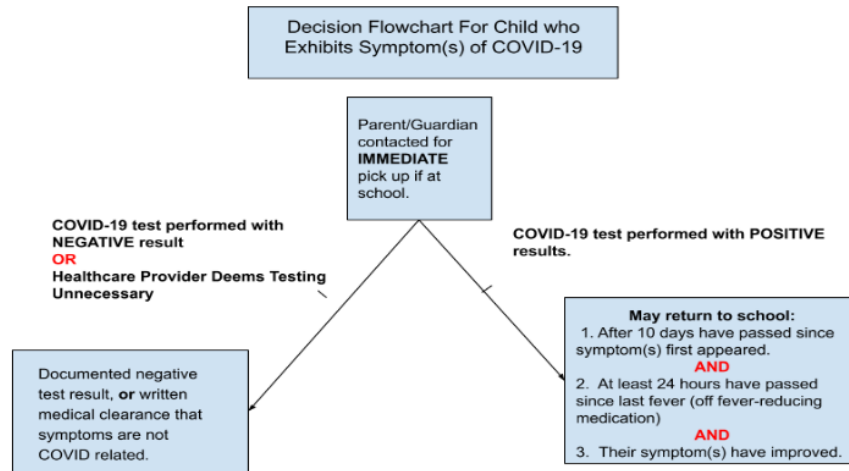 Decision Flowchart For Child who
Exhibits Symptom(s) of COVID-19
Parent/Guardian
contacted for
IMMEDIATE
pick up if at
school.
COVID-19 test performed with
NEGATIVE result
OR
Healthcare Provider Deems Testing
Unnecessary
COVID-19 test performed with POSITIVE
results.
Documented negative
test result, or written
medical clearance that
symptoms are not
COVID related.
May return to school:
1. After 10 days have passed since
symptom(s) first appeared.
AND
2. At least 24 hours have passed
since last fever (off fever-reducing
medication)
AND
3. Their symptom(s) have improved.